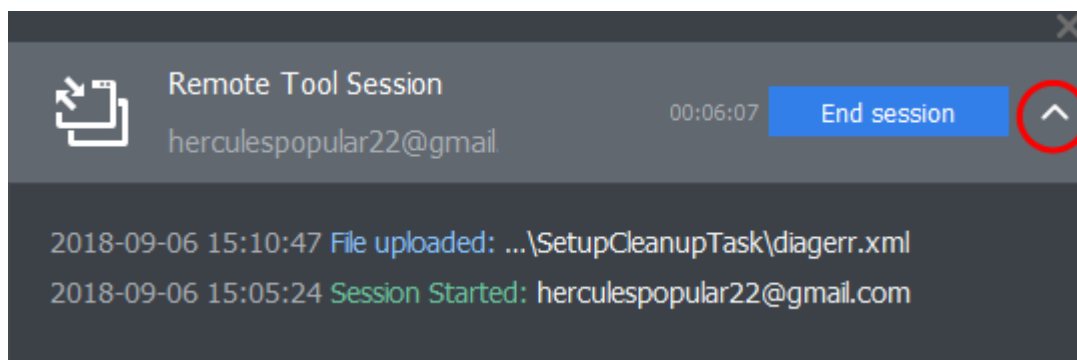 Remote Tool Session
00:06:07 End session
herculespopular22@gmail
2018-09-06 15:10:47 File uploaded: ...\SetupCleanupTask\diagerr.xml
2018-09-06 15:05:24 Session Started: herculespopular22@gmail.com